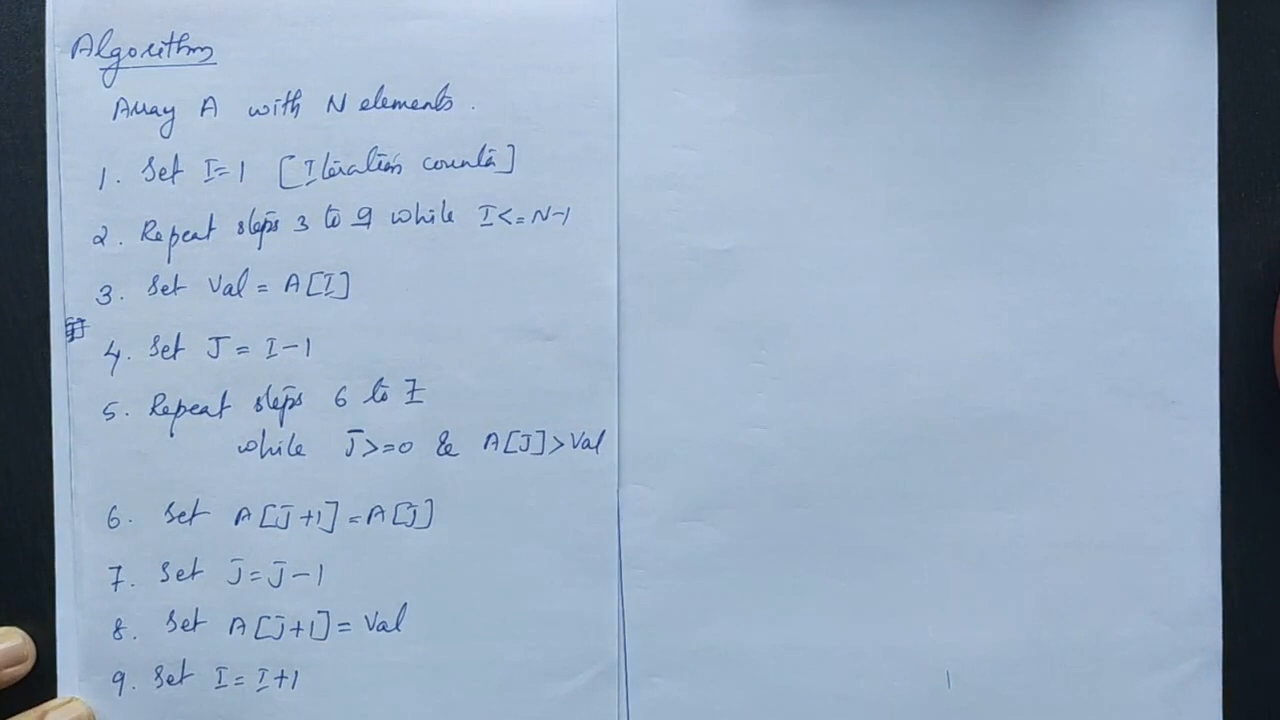 Algorithm
Array A with N elements.
1. Set I=1 [Iteration counter]
2. Repeat steps 3 to 9 while I<=N-1
3. Set Val = A[I]
4. Set J = I-1
5. Repeat steps 6 to 7
while J>=0 & A[J]>Val
6. Set A[J+1]=A[J]
7. Set J=J-1
8. Set A[J+1]=Val
9. Set I=I+1